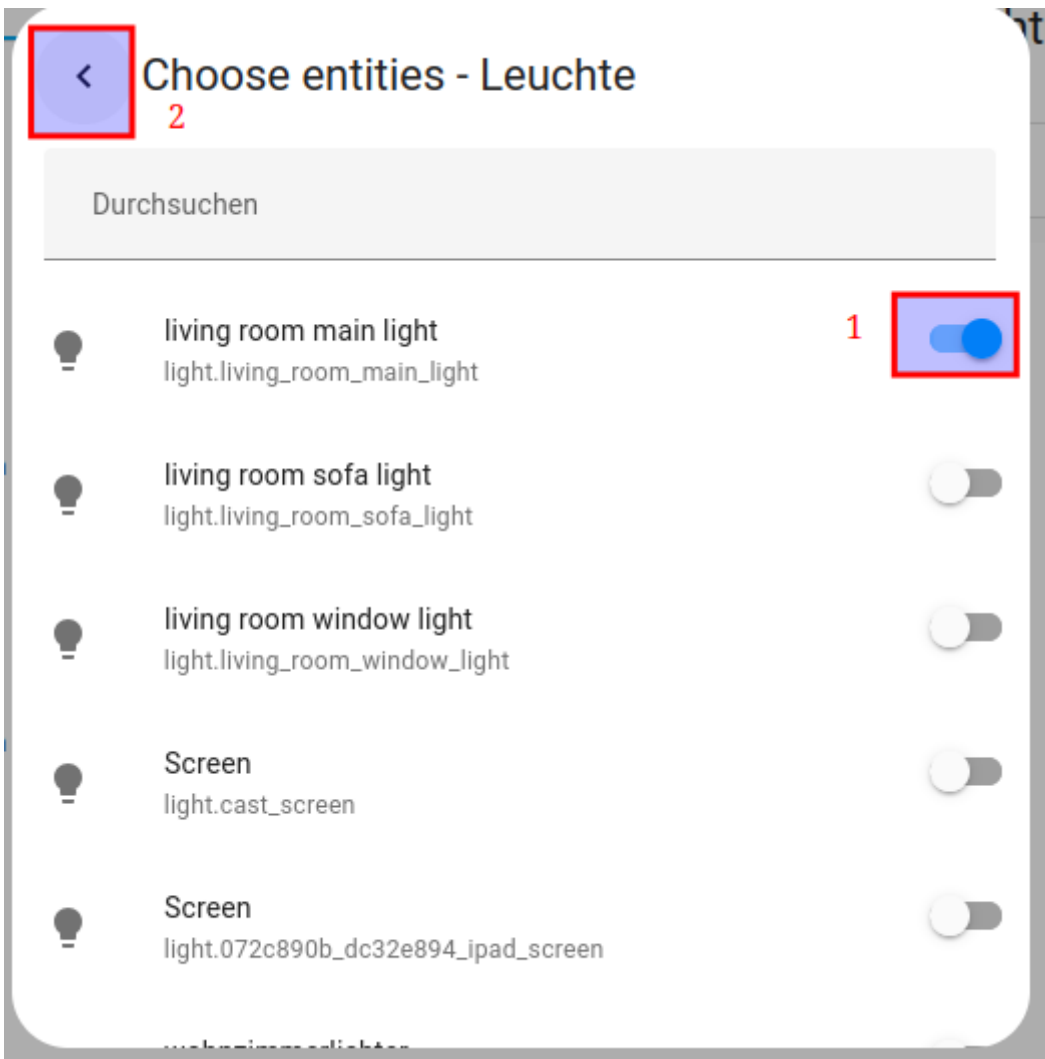 Choose entities - Leuchte
2
Durchsuchen
living room main light
1
light.living_room_main_light
living room sofa light
light.living_room_sofa_light
living room window light
light.living_room_window_light
Screen
light.cast_screen
Screen
light.072c890b_dc32e894_ipad_screen